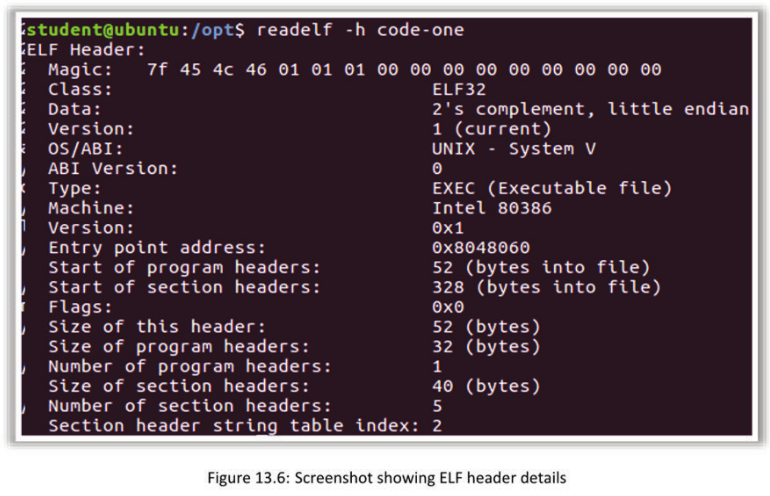 student@ubuntu:/opt$ readelf -h code-one
ELF Header:
Magic: 7f 45 4c 46 01 01 01 00 00 00 00 00 00 00 00 00
Class: ELF32
Data: 2's complement, little endian
Version: 1 (current)
OS/ABI: UNIX - System V
ABI Version: 0
Type: EXEC (Executable file)
Machine: Intel 80386
Version: 0x1
Entry point address: 0x8048060
Start of program headers: 52 (bytes into file)
Start of section headers: 328 (bytes into file)
Flags: 0x0
Size of this header: 52 (bytes)
Size of program headers: 32 (bytes)
Number of program headers: 1
Size of section headers: 40 (bytes)
Number of section headers: 5
Section header string table index: 2
Figure 13.6: Screenshot showing ELF header details